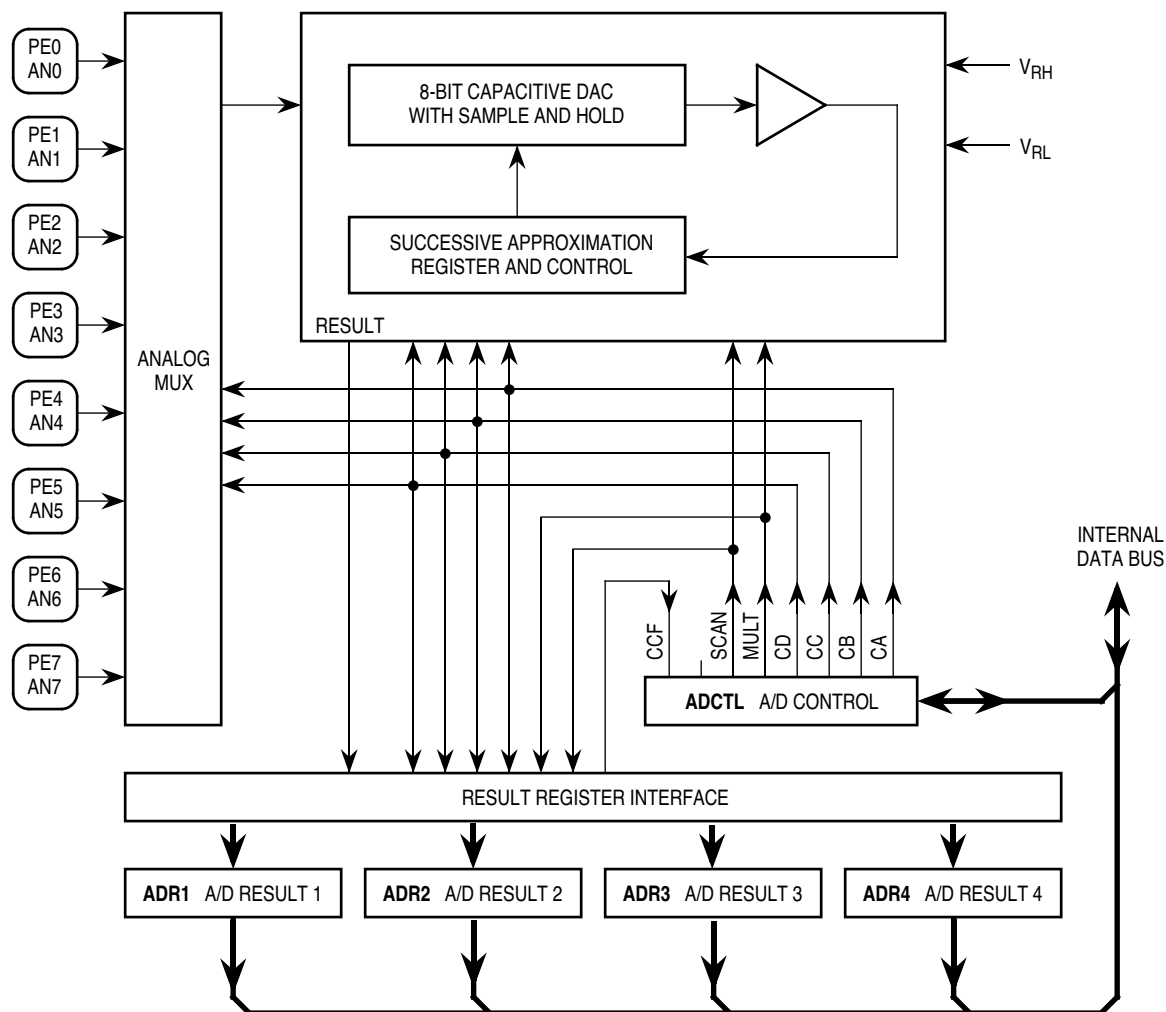 PE0
AN0
PE1
AN1
PE2
AN2
PE3
AN3
PE4
AN4
PE5
AN5
PE6
AN6
PE7
AN7
ANALOG
MUX
8-BIT CAPACITIVE DAC
WITH SAMPLE AND HOLD
SUCCESSIVE APPROXIMATION
REGISTER AND CONTROL
RESULT
VRH
VRL
INTERNAL
DATA BUS
CCF
SCAN
MULT
CD
CC
CB
CA
ADCTL A/D CONTROL
RESULT REGISTER INTERFACE
ADR1 A/D RESULT 1
ADR2 A/D RESULT 2
ADR3 A/D RESULT 3
ADR4 A/D RESULT 4